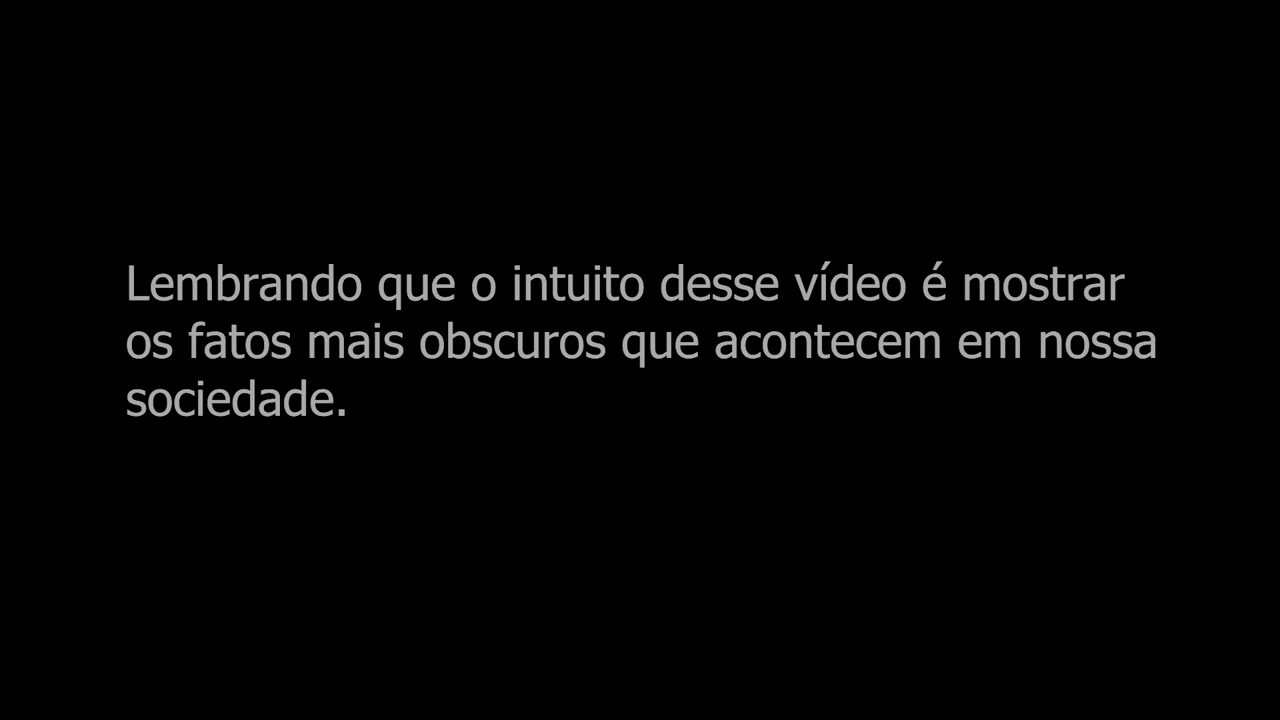 Lembrando que o intuito desse vídeo é mostrar
os fatos mais obscuros que acontecem em nossa
sociedade.